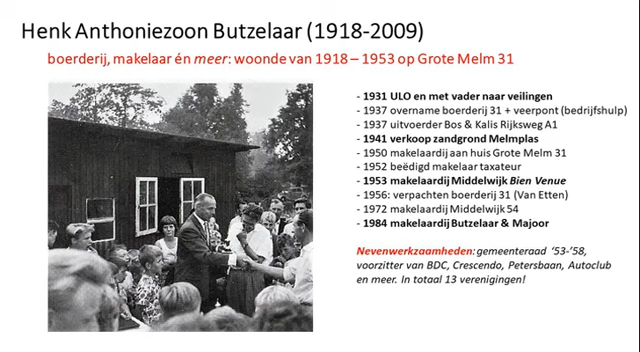 Henk Anthoniezoon Butzelaar (1918-2009)
boerderij, makelaar én meer: woonde van 1918 – 1953 op Grote Melm 31
- 1931 ULO en met vader naar veilingen
- 1937 overname boerderij 31 + veerpont (bedrijfshulp)
- 1937 uitvoerder Bos & Kalis Rijksweg A1
- 1941 verkoop zandgrond Melmplas
- 1950 makelaardij aan huis Grote Melm 31
- 1952 beëdigd makelaar taxateur
- 1953 makelaardij Middelwijk Bien Venue
- 1956: verpachten boerderij 31 (Van Etten)
- 1972 makelaardij Middelwijk 54
- 1984 makelaardij Butzelaar & Majoor
Nevenwerkzaamheden: gemeenteraad '53-'58,
voorzitter van BDC, Crescendo, Petersbaan, Autoclub
en meer. In totaal 13 verenigingen!